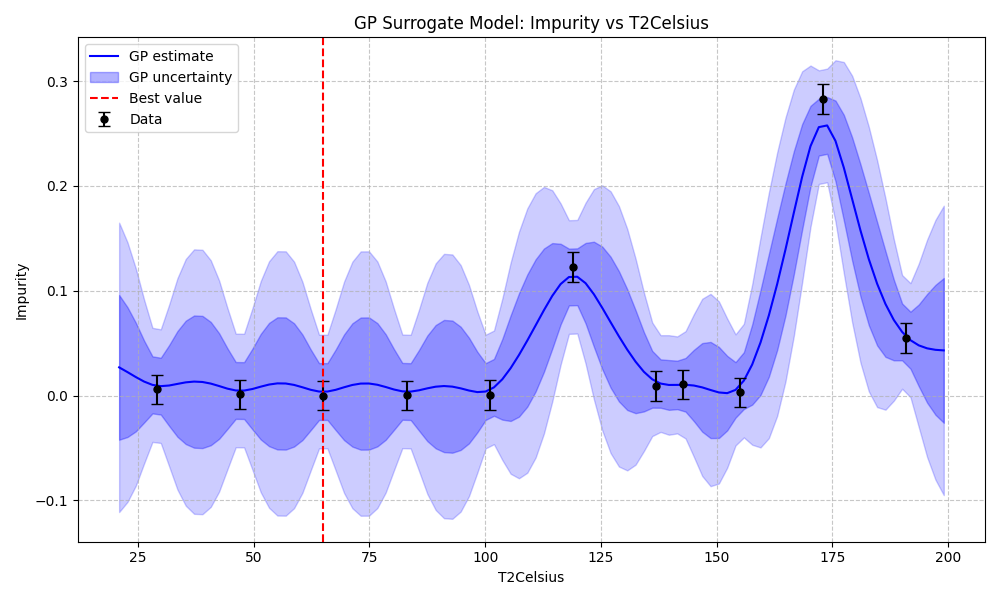 GP Surrogate Model: Impurity vs T2Celsius
GP estimate
GP uncertainty
Best value
Data
0.3
0.2
0.1
0.0
−0.1
Impurity
25
50
75
100
125
150
175
200
T2Celsius